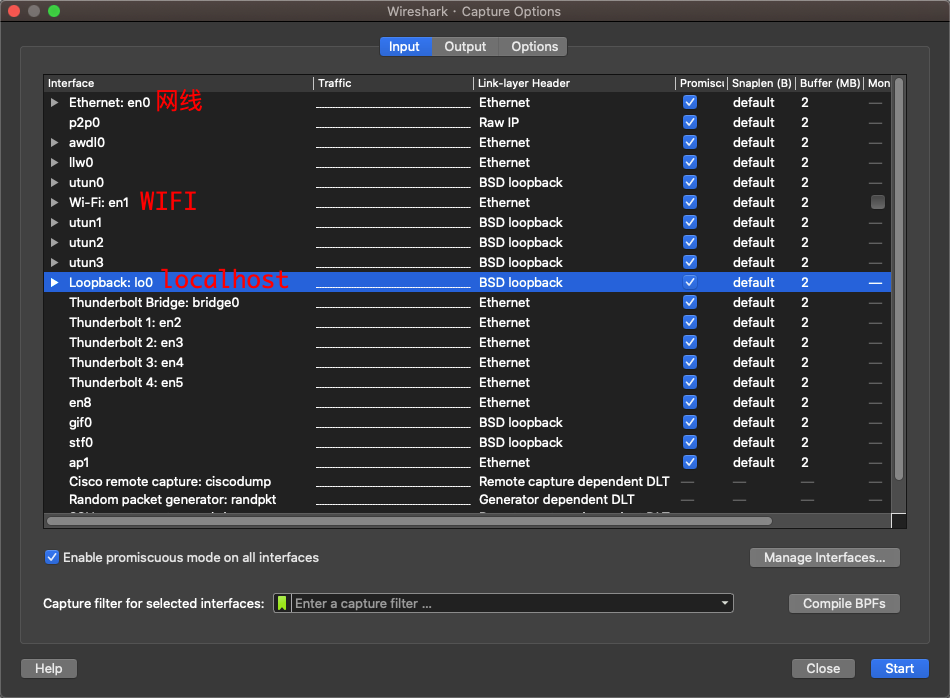 Wireshark · Capture Options
Input Output Options
Interface Traffic Link-layer Header Promiscu Snaplen (B) Buffer (MB) Mon
Ethernet: en0 网线 Ethernet default 2 —
p2p0 Raw IP default 2 —
awdl0 Ethernet default 2 —
llw0 Ethernet default 2 —
utun0 BSD loopback default 2 —
Wi-Fi: en1 WIFI Ethernet default 2
utun1 BSD loopback default 2 —
utun2 BSD loopback default 2 —
utun3 BSD loopback default 2 —
Loopback: lo0 localhost BSD loopback default 2 —
Thunderbolt Bridge: bridge0 Ethernet default 2 —
Thunderbolt 1: en2 Ethernet default 2 —
Thunderbolt 2: en3 Ethernet default 2 —
Thunderbolt 3: en4 Ethernet default 2 —
Thunderbolt 4: en5 Ethernet default 2 —
en8 Ethernet default 2 —
gif0 BSD loopback default 2 —
stf0 BSD loopback default 2 —
ap1 Ethernet default 2 —
Cisco remote capture: ciscodump Remote capture dependent DLT — — — —
Random packet generator: randpkt Generator dependent DLT — — — —
Enable promiscuous mode on all interfaces Manage Interfaces...
Capture filter for selected interfaces: Enter a capture filter ... Compile BPFs
Help Close Start